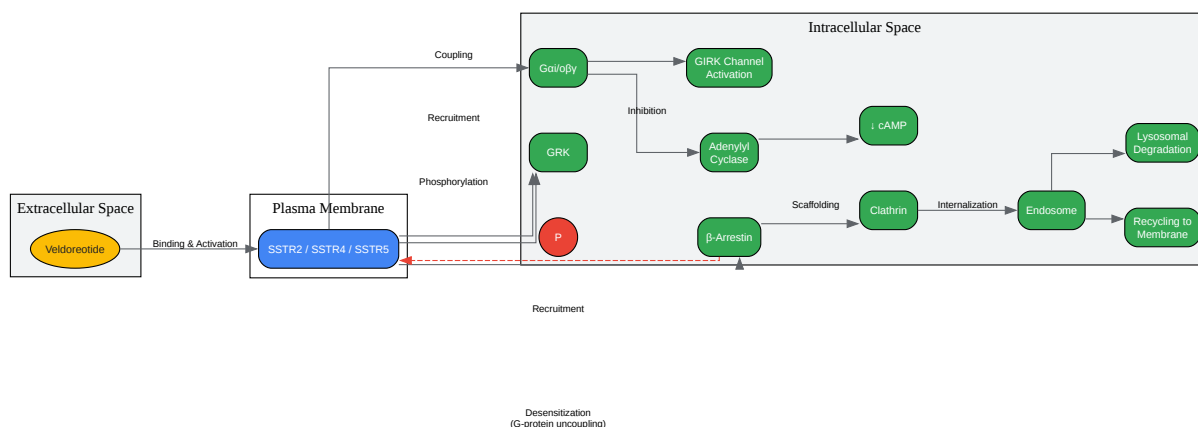 Intracellular Space
Coupling
Gαi/oβγ
GIRK Channel
Activation
Inhibition
Recruitment
↓ cAMP
GRK
Adenylyl
Cyclase
Lysosomal
Degradation
Phosphorylation
Extracellular Space
Plasma Membrane
Scaffolding
Clathrin
Internalization
Endosome
Recycling to
Membrane
Veldoreotide
Binding & Activation
SSTR2 / SSTR4 / SSTR5
P
β-Arrestin
Recruitment
Desensitization
(G-protein uncoupling)